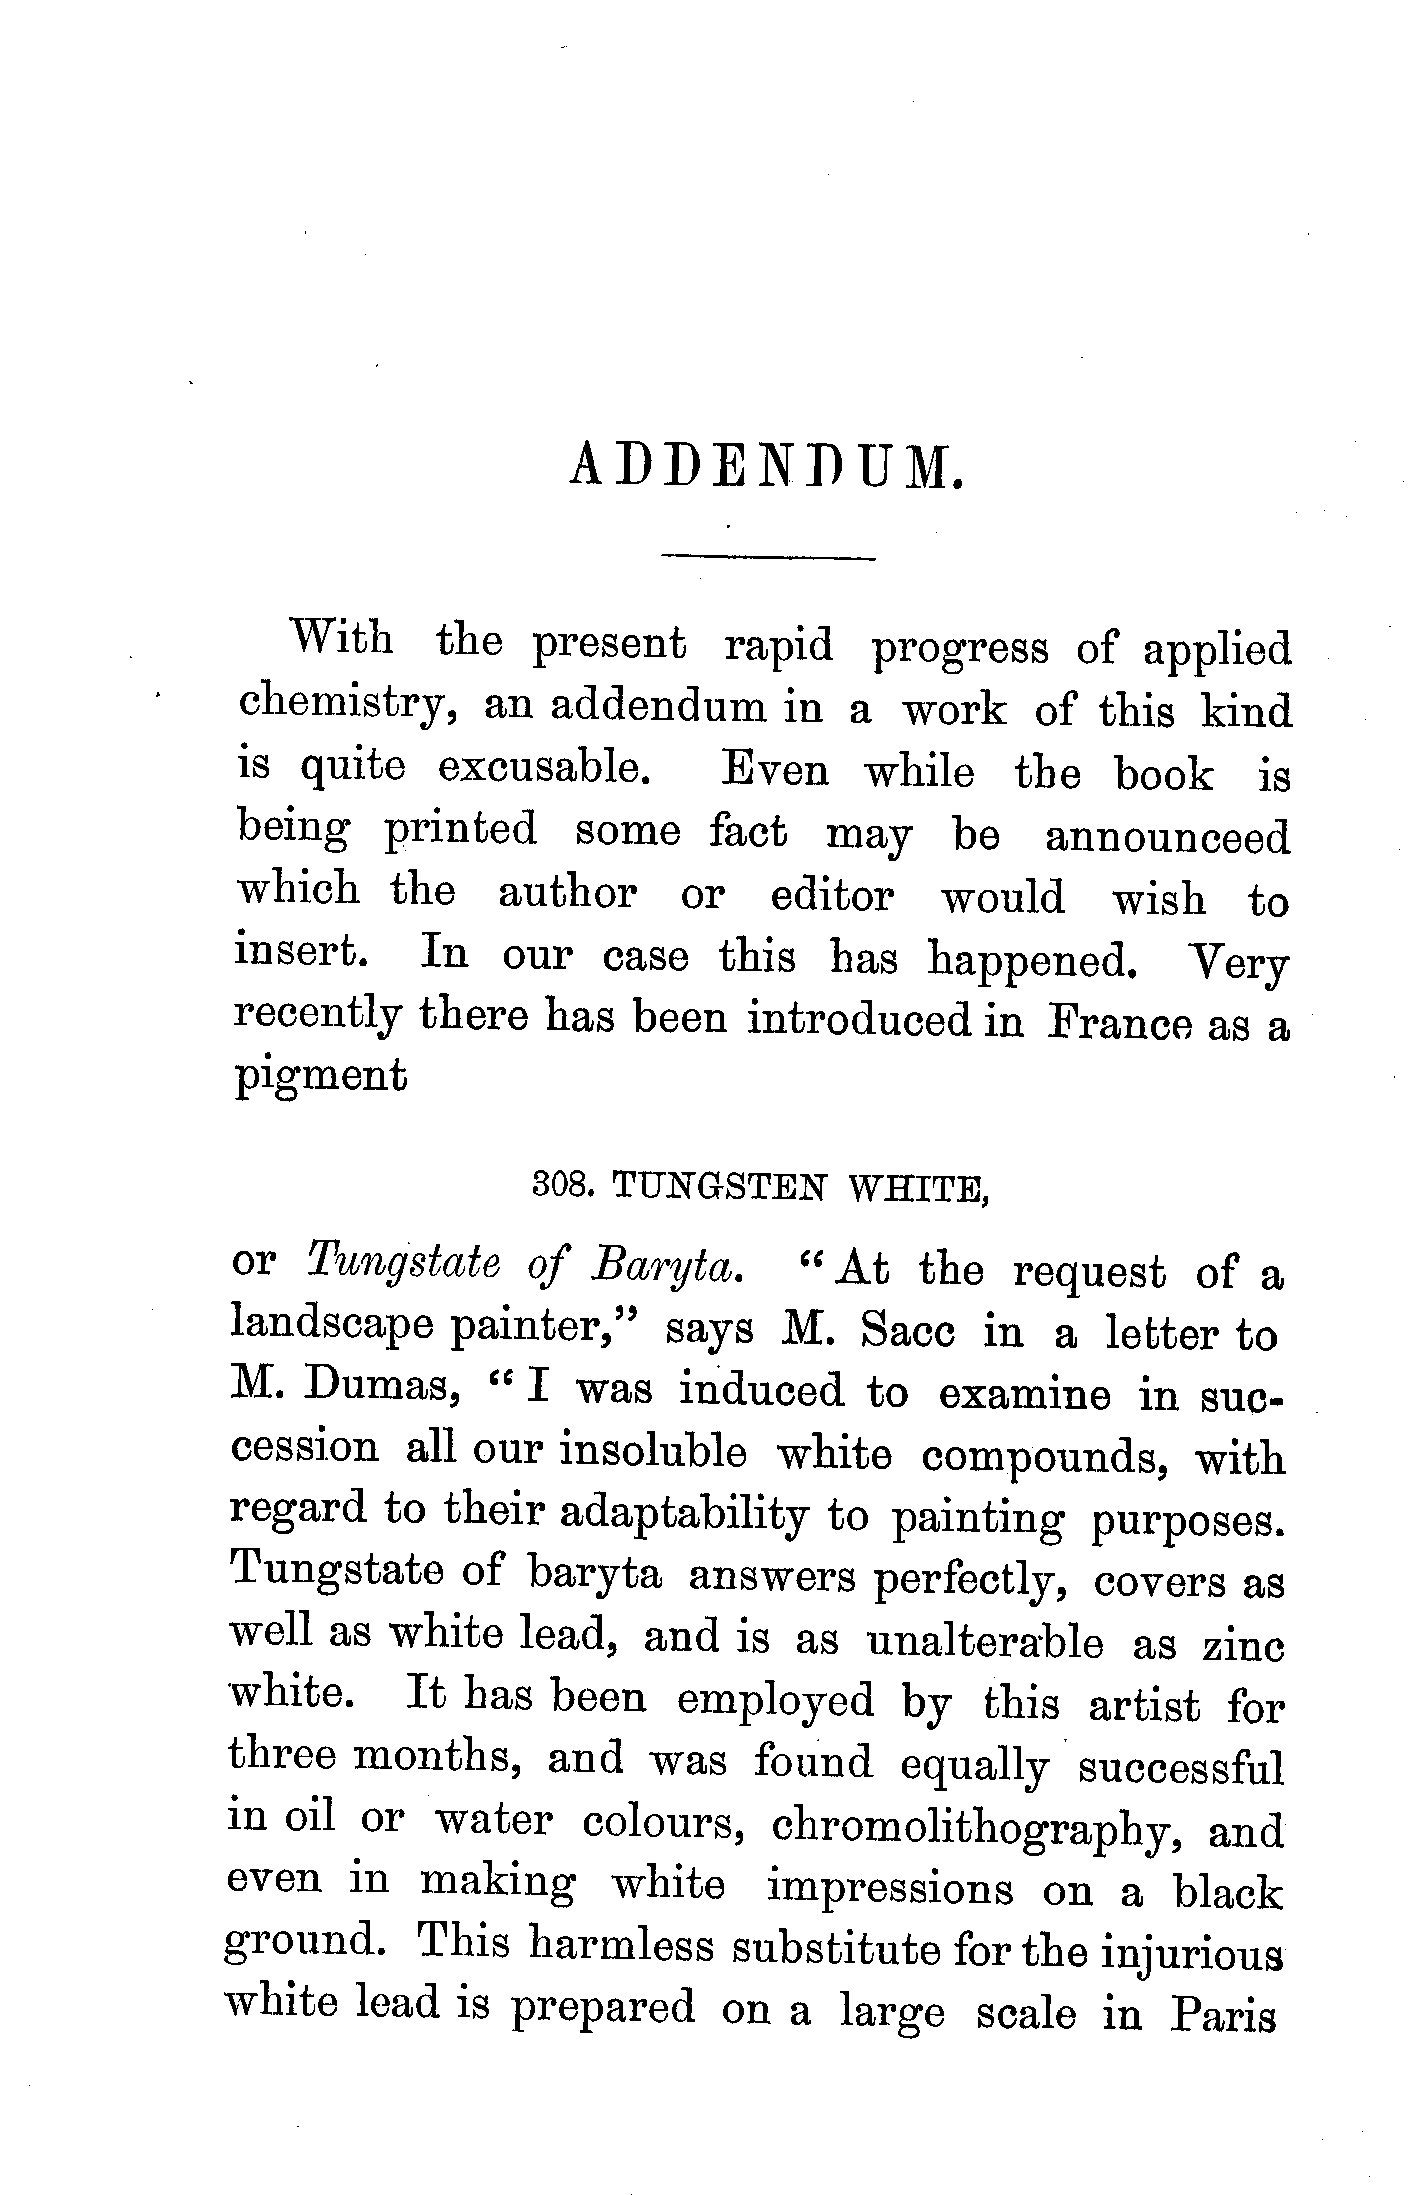 ADDENDUM.
With the present rapid progress of applied
chemistry, an addendum in a work of this kind
is quite excusable. Even while the book is
being printed some fact may be announceed
which the author or editor would wish to
insert. In our case this has happened. Very
recently there has been introduced in France as a
pigment
308. TUNGSTEN WHITE,
or Tungstate of Baryta. “At the request of a
landscape painter,” says M. Sacc in a letter to
M. Dumas, “I was induced to examine in suc-
cession all our insoluble white compounds, with
regard to their adaptability to painting purposes.
Tungstate of baryta answers perfectly, covers as
well as white lead, and is as unalterable as zinc
white. It has been employed by this artist for
three months, and was found equally successful
in oil or water colours, chromolithography, and
even in making white impressions on a black
ground. This harmless substitute for the injurious
white lead is prepared on a large scale in Paris